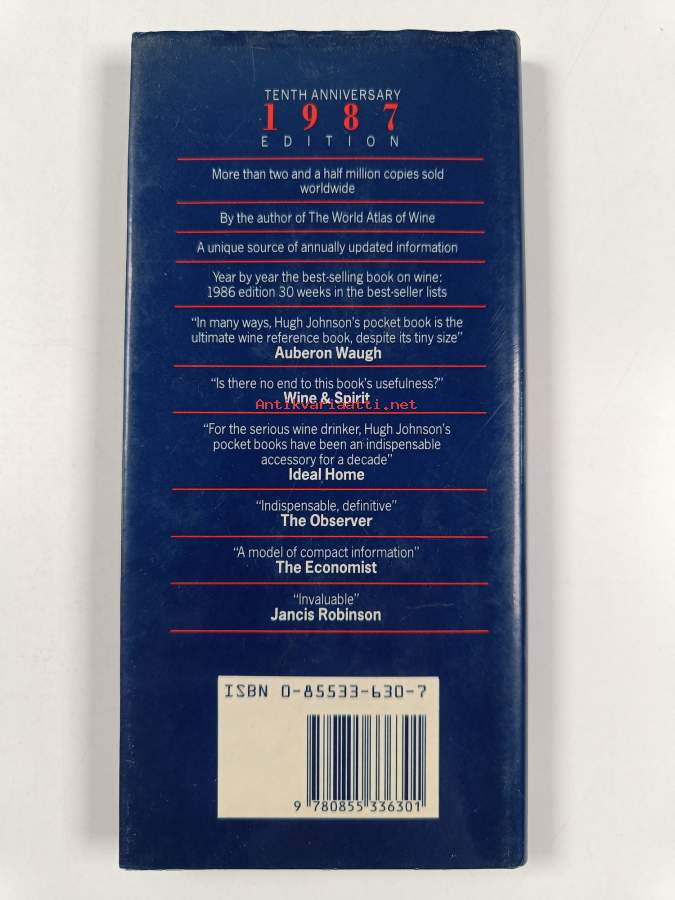 TENTH ANNIVERSARY
1987
EDITION
More than two and a half million copies sold
worldwide
By the author of The World Atlas of Wine
A unique source of annually updated information
Year by year the best-selling book on wine:
1986 edition 30 weeks in the best-seller lists
“In many ways, Hugh Johnson's pocket book is the
ultimate wine reference book, despite its tiny size”
Auberon Waugh
“Is there no end to this book's usefulness?”
Wine & Spirit
Antikvariaatti.net
“For the serious wine drinker, Hugh Johnson's
pocket books have been an indispensable
accessory for a decade”
Ideal Home
“Indispensable, definitive”
The Observer
“A model of compact information”
The Economist
“Invaluable”
Jancis Robinson
ISBN 0-85533-630-7
9 780855 336301